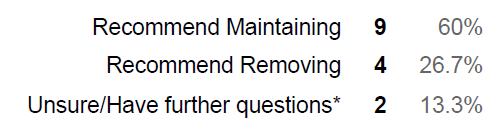 Recommend Maintaining 9 60%
Recommend Removing 4 26.7%
Unsure/Have further questions* 2 13.3%